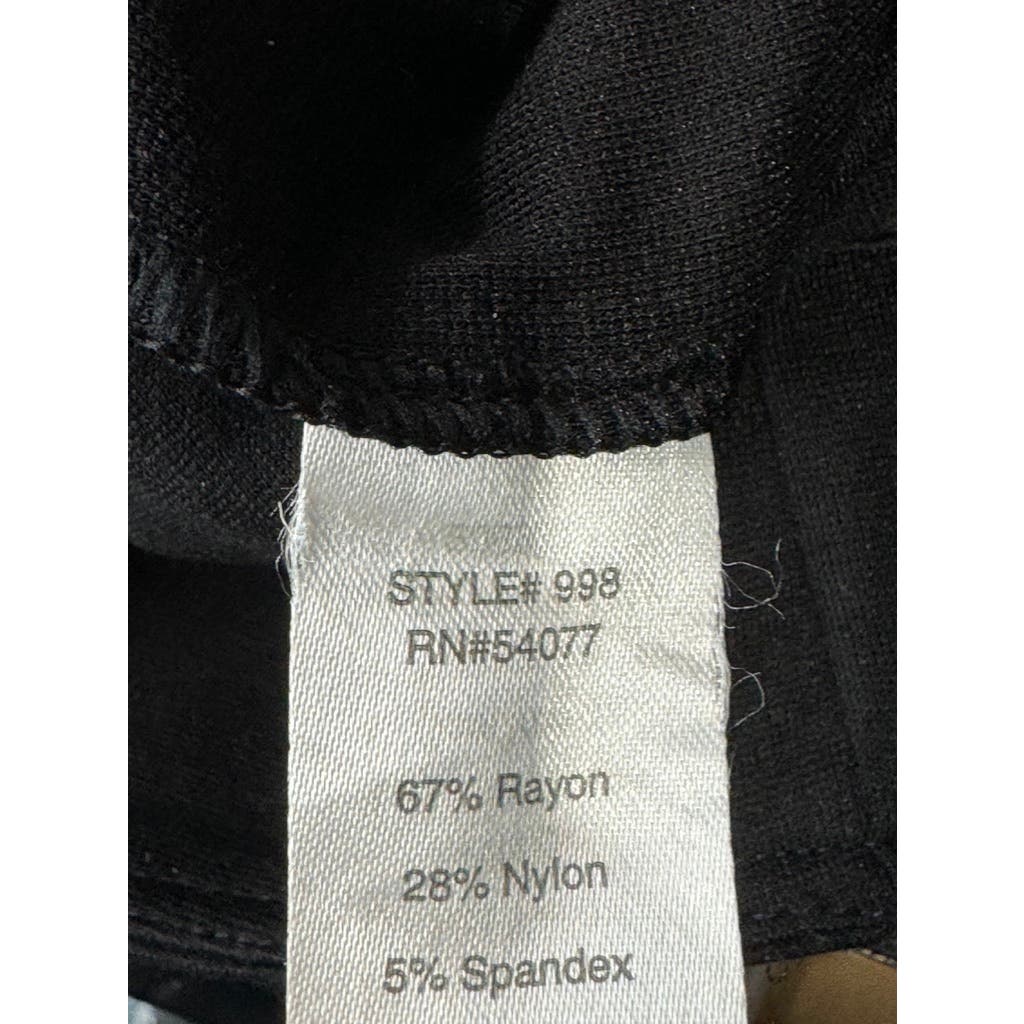 STYLE# 998
RN#54077
67% Rayon
28% Nylon
5% Spandex